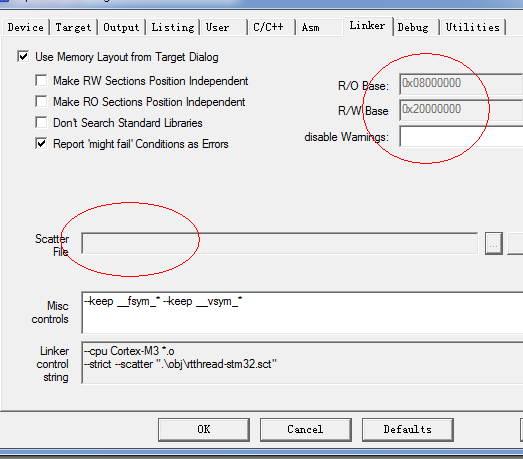 Device Target Output Listing User C/C++ Asm Linker Debug Utilities
Use Memory Layout from Target Dialog
Make RW Sections Position Independent
Make RO Sections Position Independent
Don't Search Standard Libraries
Report 'might fail' Conditions as Errors
R/O Base: 0x08000000
R/W Base 0x20000000
disable Warnings:
Scatter
File
...
Misc
controls
--keep __fsym_* --keep __vsym_*
Linker
control
string
--cpu Cortex-M3 *.o
--strict --scatter ".\obj\rtthread-stm32.sct"
OK Cancel Defaults